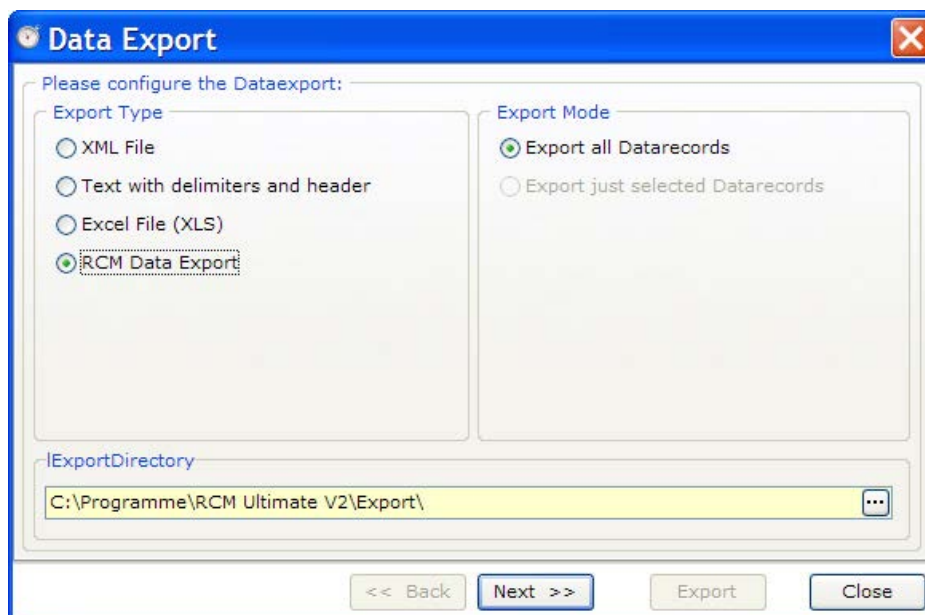 Data Export
Please configure the Dataexport:
Export Type
XML File
Text with delimiters and header
Excel File (XLS)
RCM Data Export
Export Mode
Export all Datarecords
Export just selected Datarecords
lExportDirectory
C:\Programme\RCM Ultimate V2\Export\
...
<< Back
Next >>
Export
Close